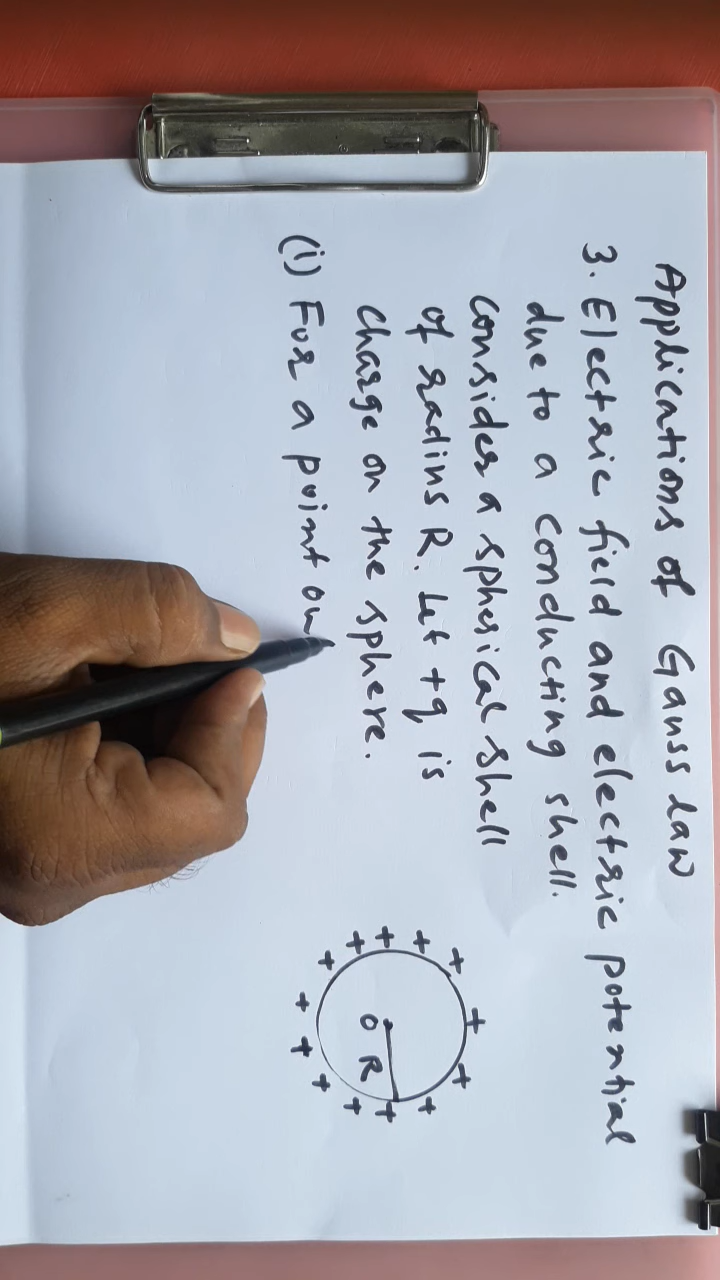 Applications of Gauss law
3. Electric field and electric potential
due to a conducting shell.
Consider a spherical shell
of radius R. Let +q is
charge on the sphere.
(i) For a point ou
O R